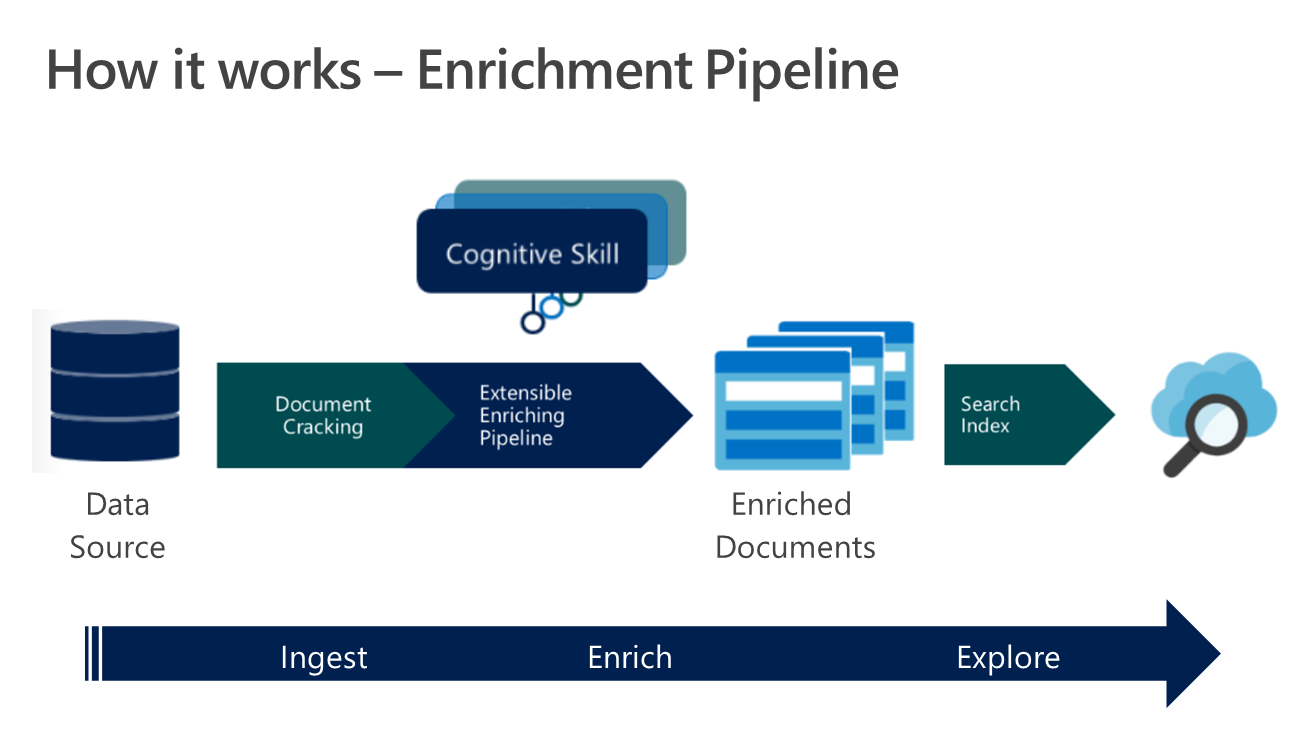 How it works – Enrichment Pipeline
Cognitive Skill
Document
Cracking
Extensible
Enriching
Pipeline
Search
Index
Data
Source
Enriched
Documents
Ingest
Enrich
Explore